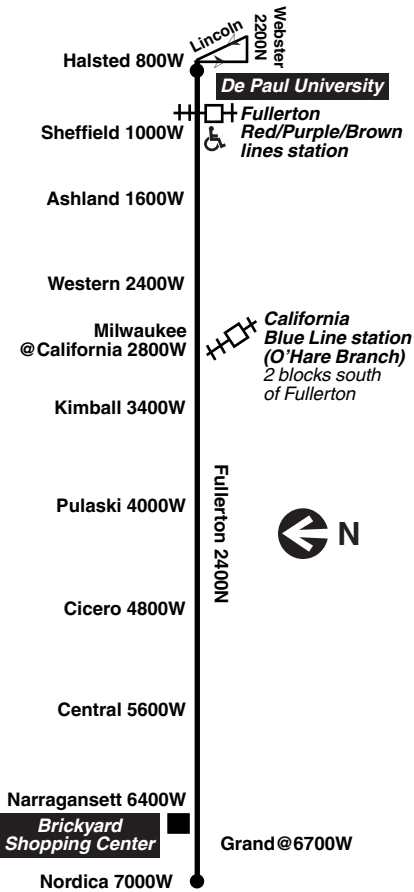 Lincoln
Webster
2200N
Halsted 800W
De Paul University
Fullerton
Red/Purple/Brown
lines station
Sheffield 1000W
Ashland 1600W
Western 2400W
Milwaukee
@California 2800W
California
Blue Line station
(O'Hare Branch)
2 blocks south
of Fullerton
Kimball 3400W
Fullerton 2400N
Pulaski 4000W
N
Cicero 4800W
Central 5600W
Narragansett 6400W
Brickyard
Shopping Center
Grand@6700W
Nordica 7000W